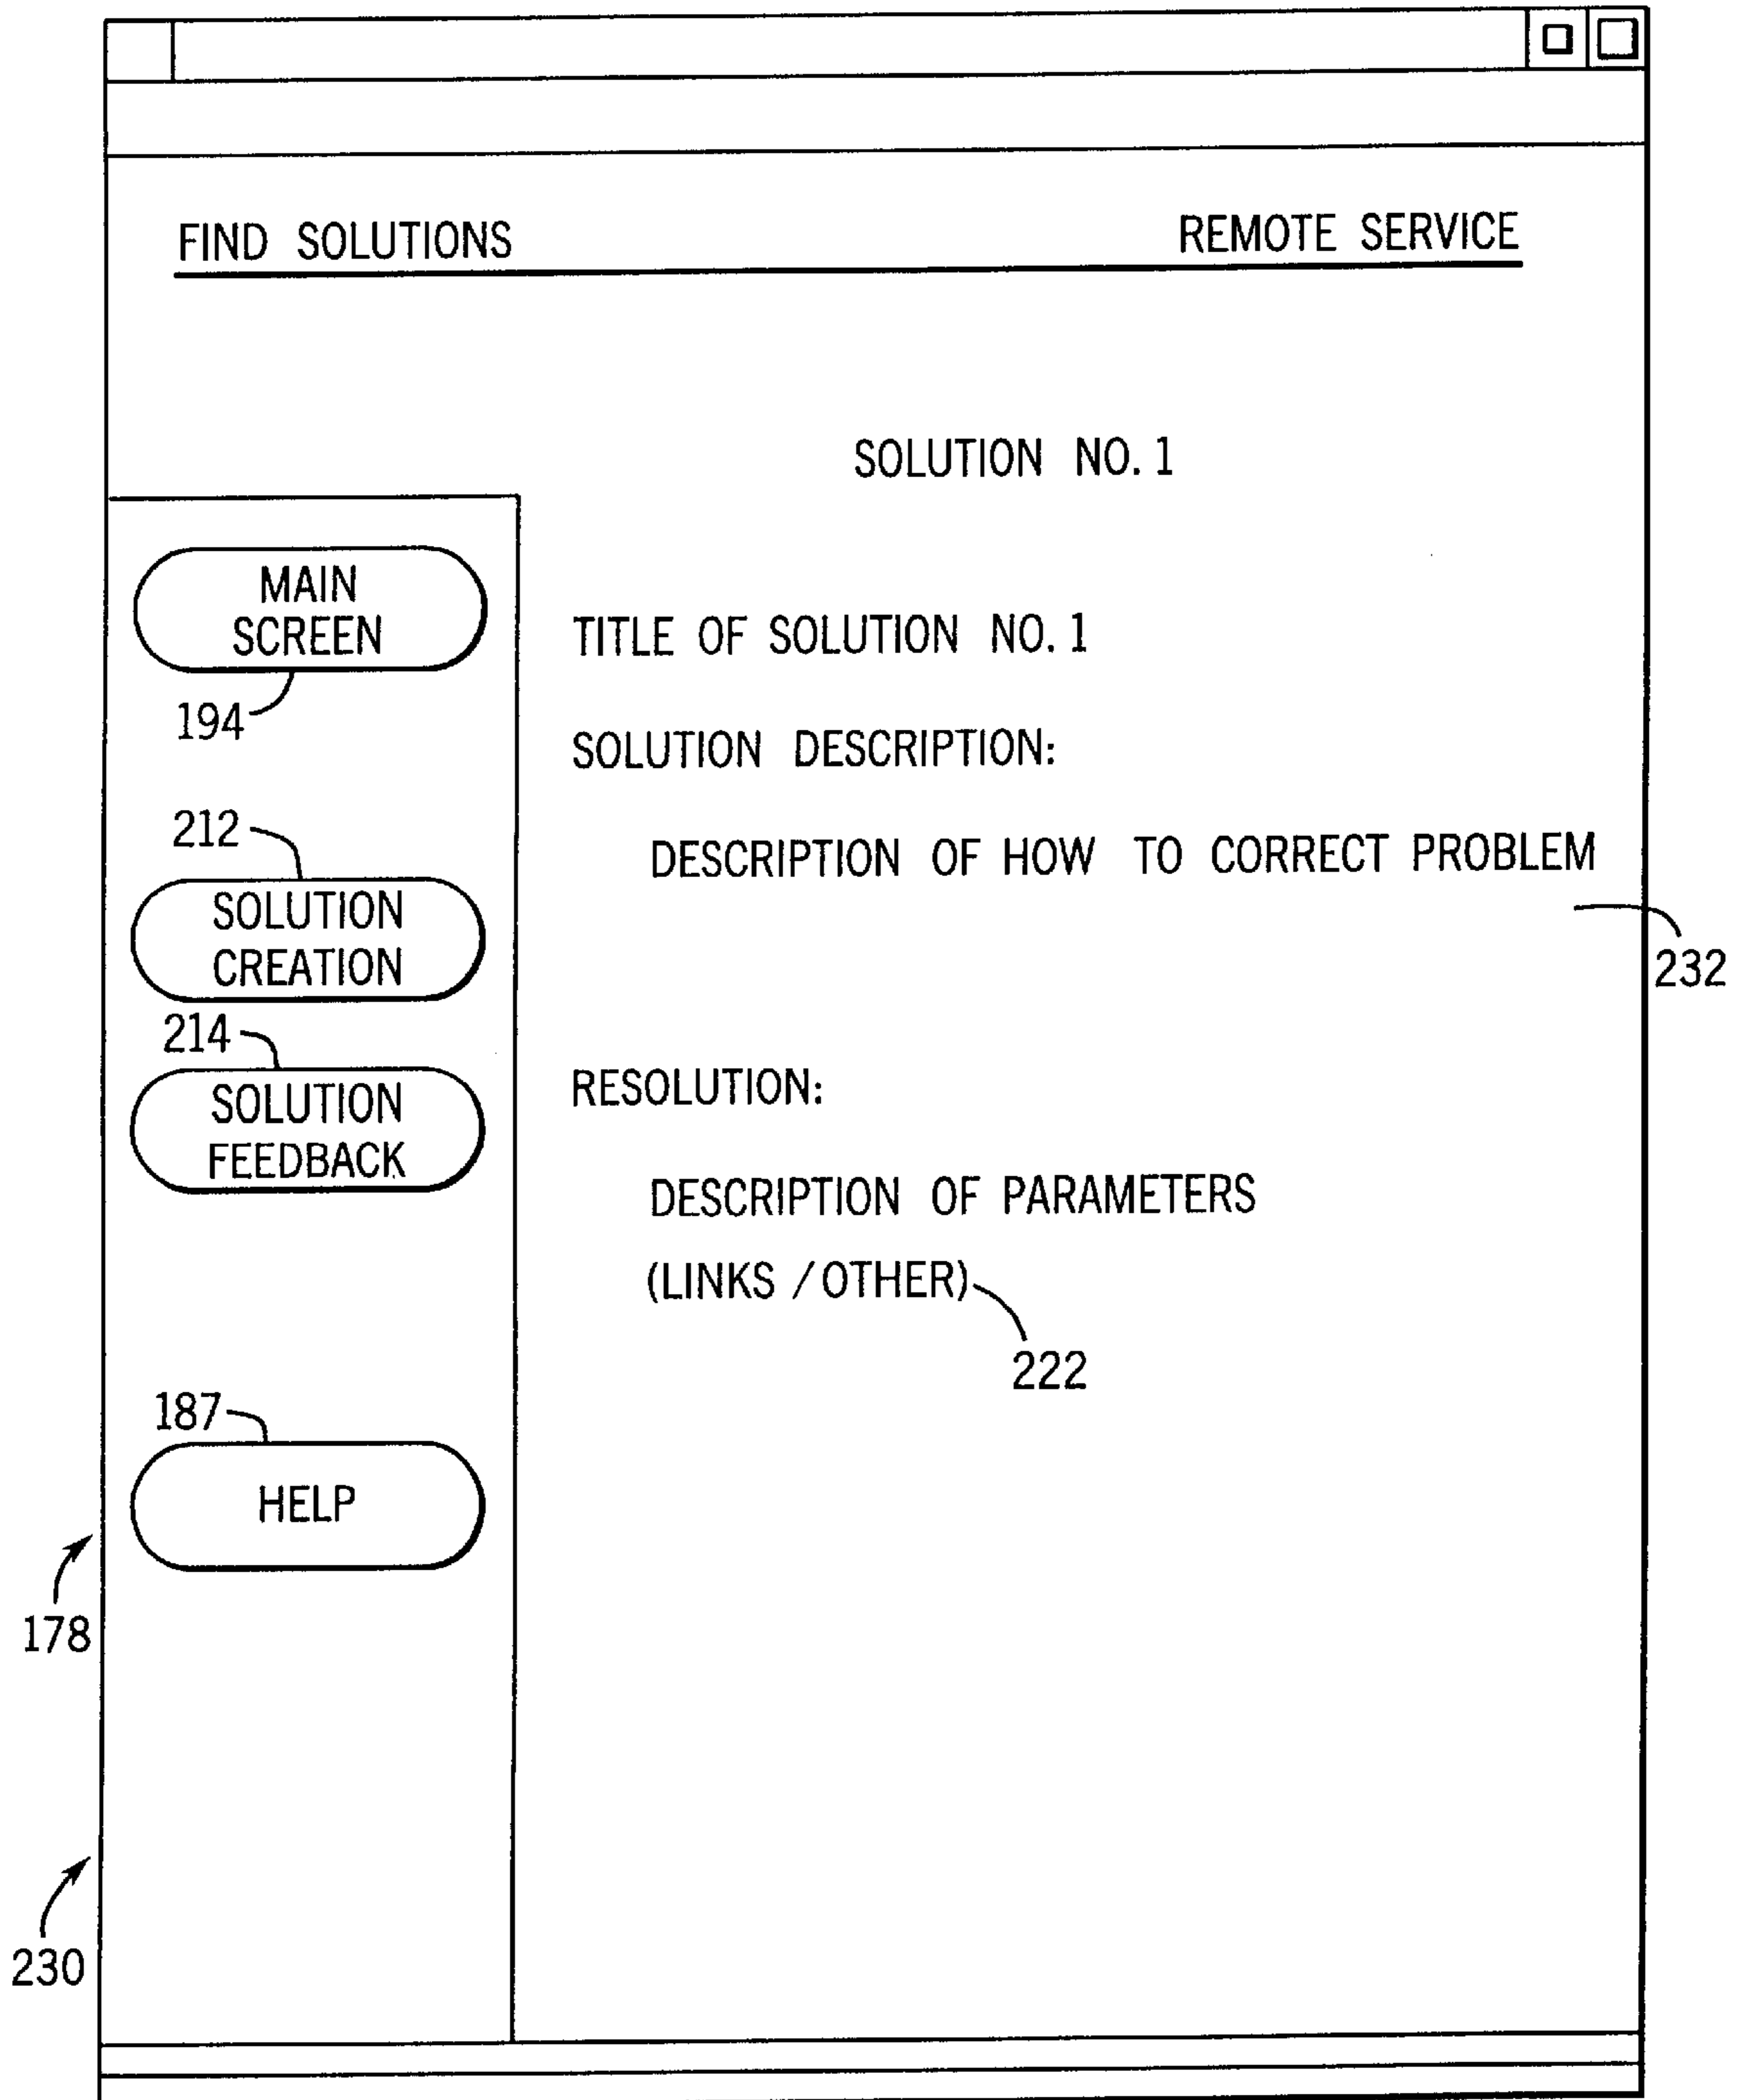 FIND SOLUTIONS
REMOTE SERVICE
SOLUTION NO. 1
MAIN
SCREEN
194
TITLE OF SOLUTION NO. 1
SOLUTION DESCRIPTION:
212
DESCRIPTION OF HOW TO CORRECT PROBLEM
SOLUTION
CREATION
232
214
SOLUTION
FEEDBACK
RESOLUTION:
DESCRIPTION OF PARAMETERS
(LINKS / OTHER)
222
187
HELP
178
230